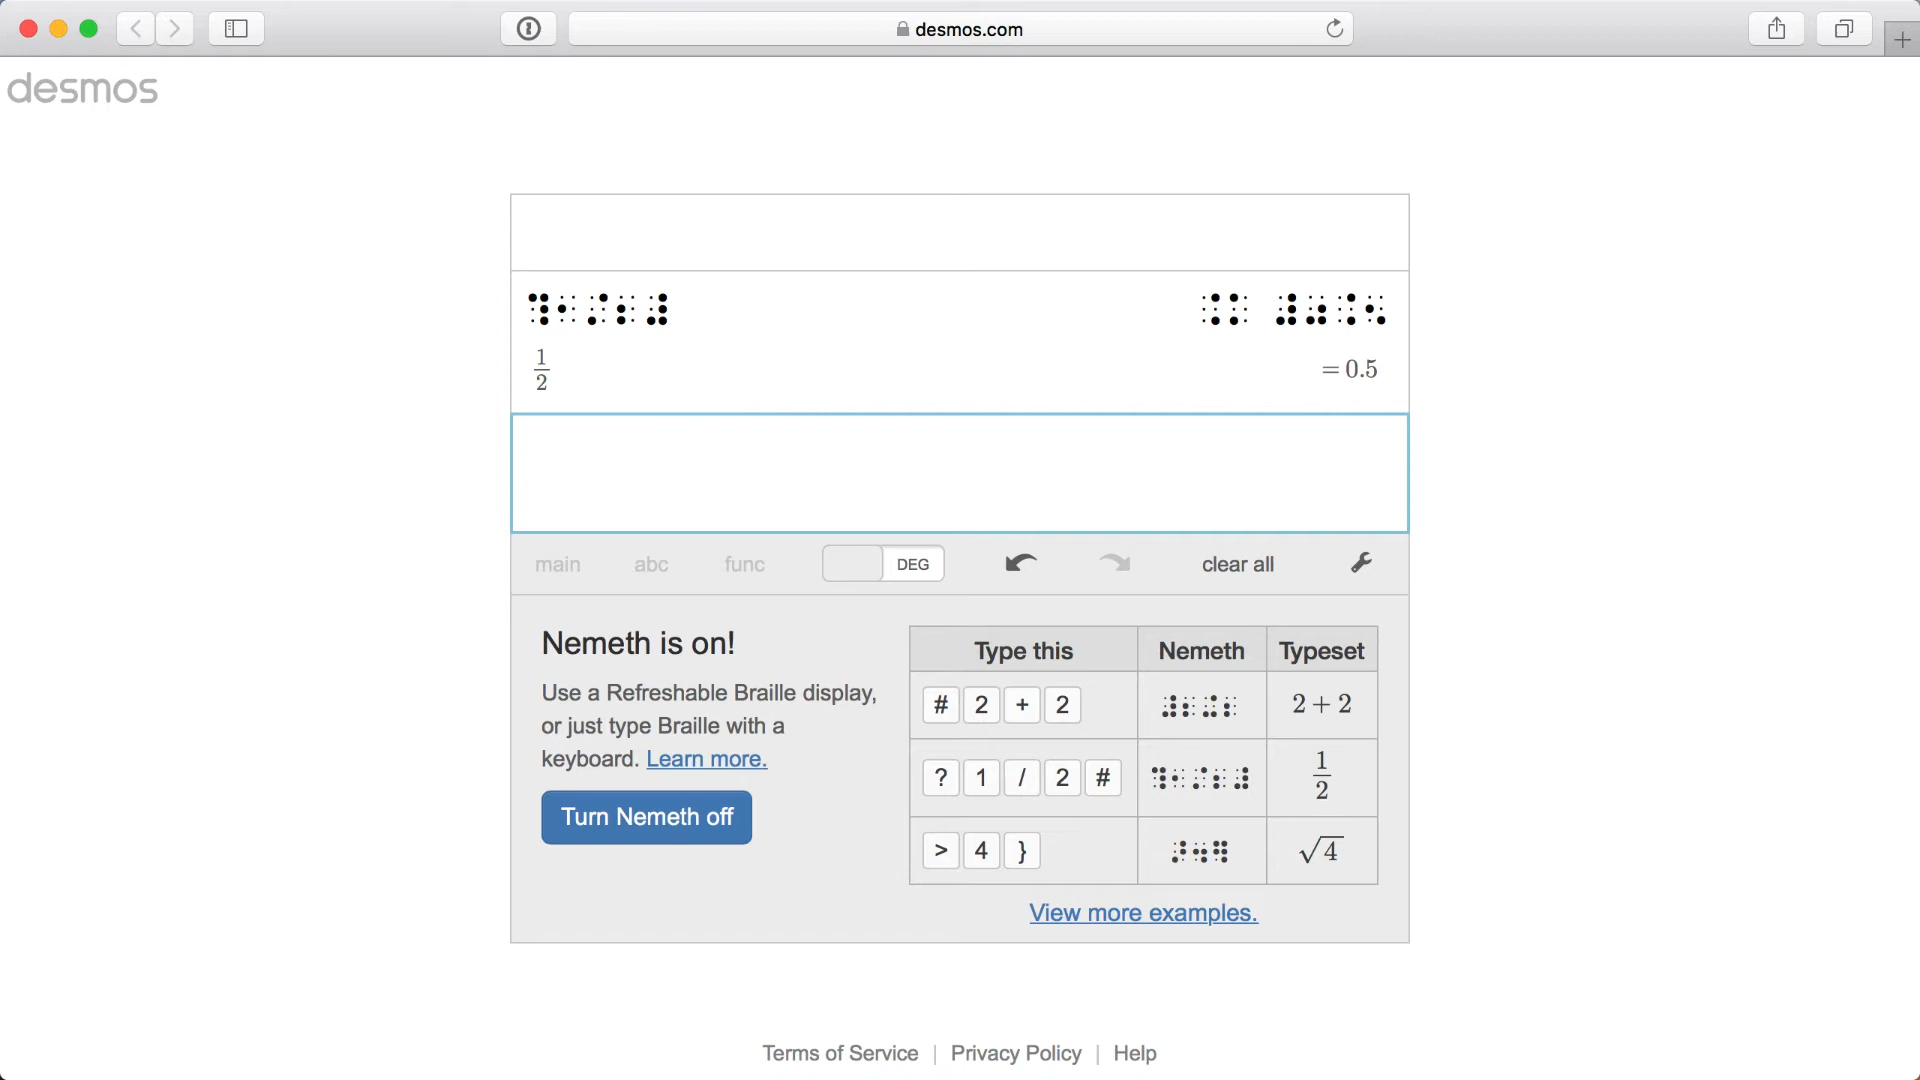 desmos.com
desmos
⠹⠂⠌⠆⠼ ⠨⠅ ⠼⠴⠨⠢
1/2 = 0.5
main abc func DEG clear all
Nemeth is on!
Use a Refreshable Braille display,
or just type Braille with a
keyboard. Learn more.
Turn Nemeth off
Type this Nemeth Typeset
# 2 + 2 ⠼⠆⠬⠆ 2 + 2
? 1 / 2 # ⠹⠂⠌⠆⠼ 1/2
> 4 } ⠜⠲⠻ √4
View more examples.
Terms of Service | Privacy Policy | Help